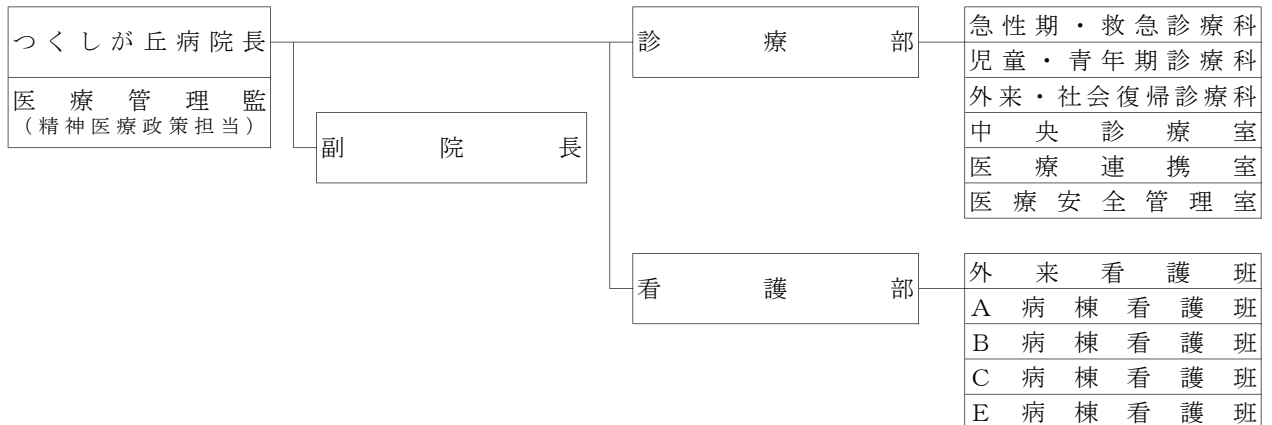 つくしが丘病院長
医療管理監
（精神医療政策担当）
副院長
診療部
急性期・救急診療科
児童・青年期診療科
外来・社会復帰診療科
中央診療室
医療連携室
医療安全管理室
看護部
外来看護班
A病棟看護班
B病棟看護班
C病棟看護班
E病棟看護班